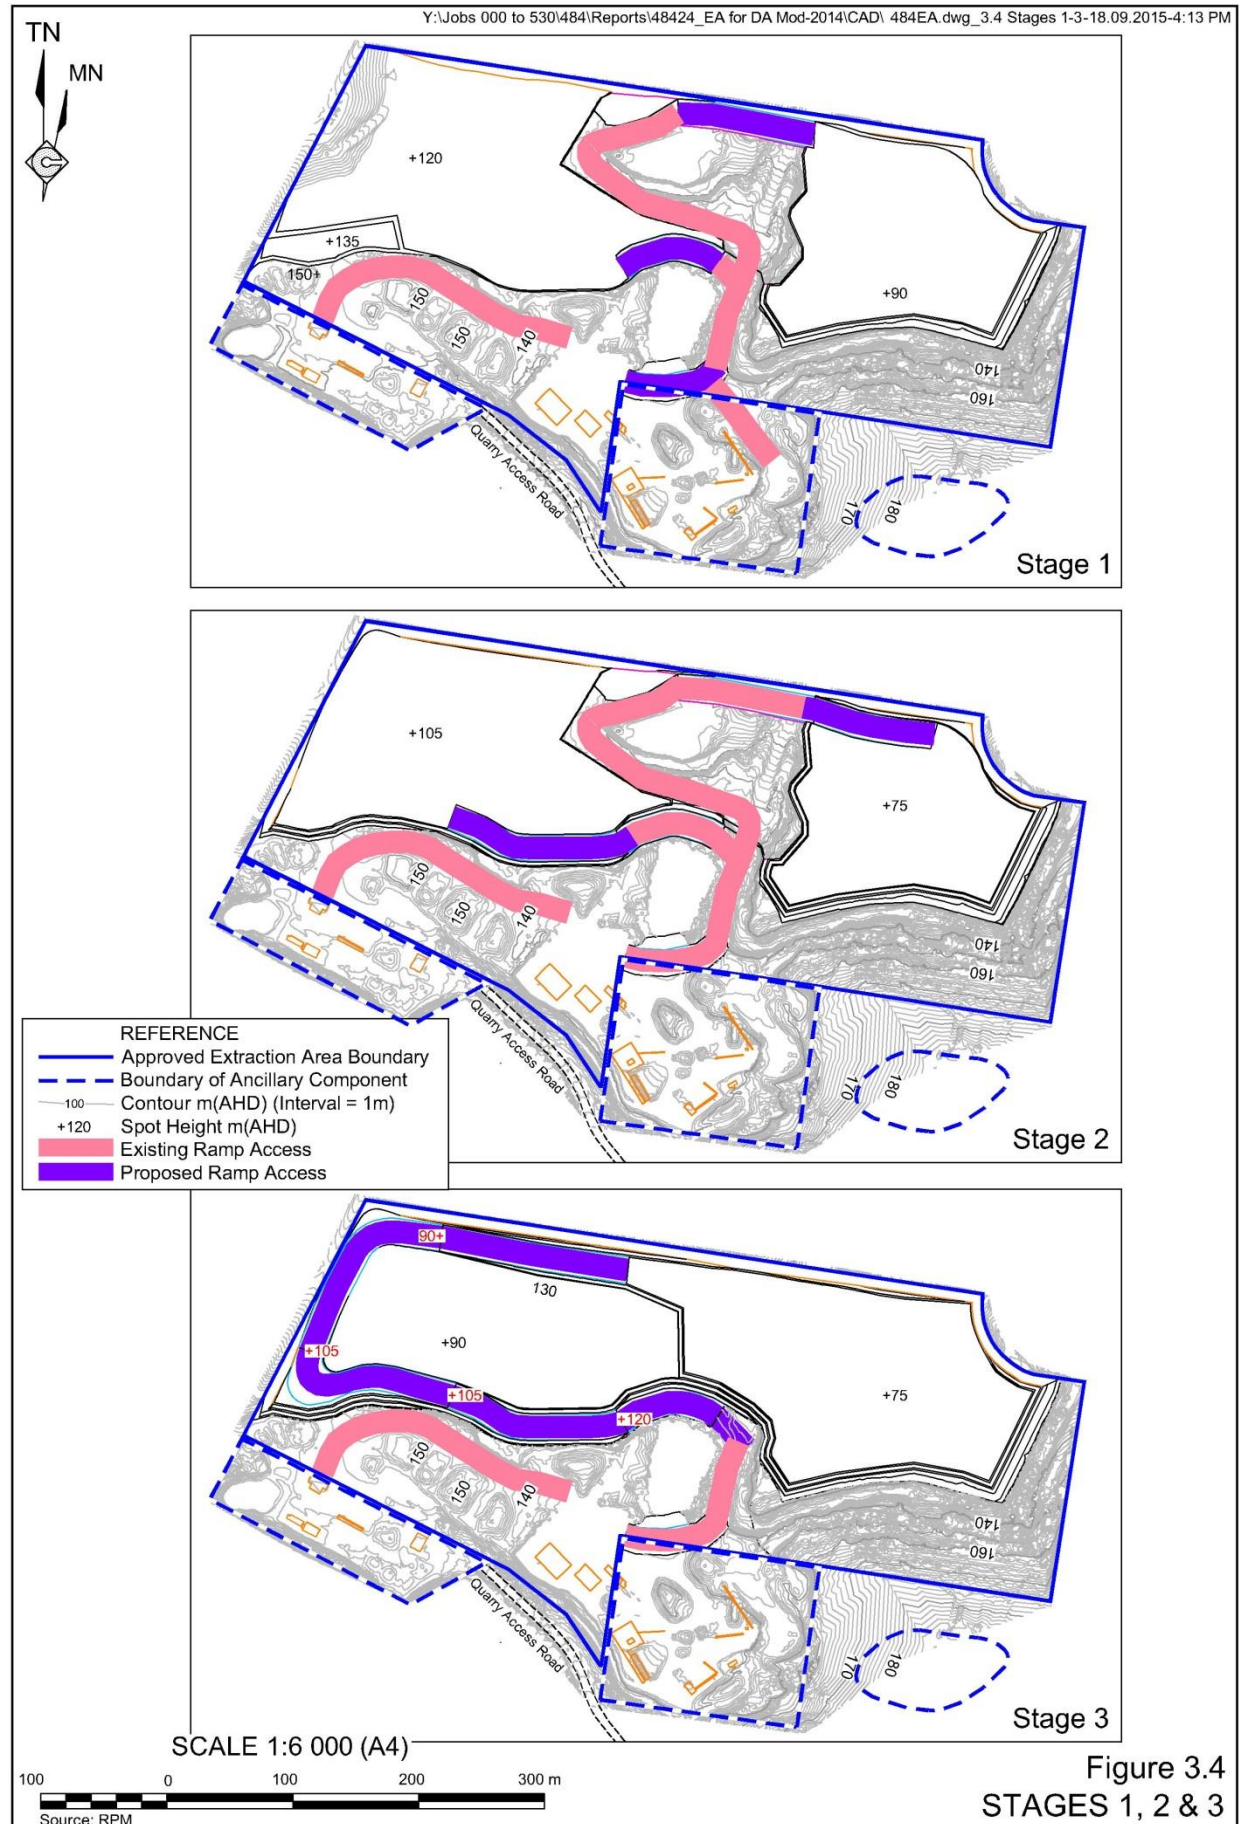 Y:\Jobs 000 to 530\484\Reports\48424_EA for DA Mod-2014\CAD\ 484EA.dwg_3.4 Stages 1-3-18.09.2015-4:13 PM
TN
MN
+120
+135
150+
150
150
140
+90
140
160
170
180
Quarry Access Road
Stage 1
+105
+75
150
150
140
140
160
170
180
Quarry Access Road
Stage 2
REFERENCE
Approved Extraction Area Boundary
Boundary of Ancillary Component
100 Contour m(AHD) (Interval = 1m)
+120 Spot Height m(AHD)
Existing Ramp Access
Proposed Ramp Access
90+
130
+90
+105
+105
+120
+75
150
150
140
140
160
170
180
Quarry Access Road
Stage 3
SCALE 1:6 000 (A4)
100 0 100 200 300 m
Source: RPM
Figure 3.4
STAGES 1, 2 & 3